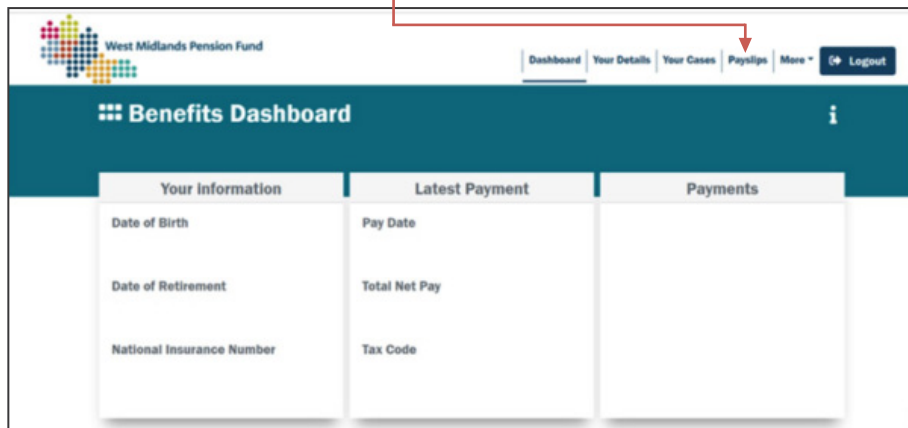 West Midlands Pension Fund
Dashboard Your Details Your Cases Payslips More Logout
Benefits Dashboard
i
Your information Latest Payment Payments
Date of Birth Pay Date
Date of Retirement Total Net Pay
National Insurance Number Tax Code